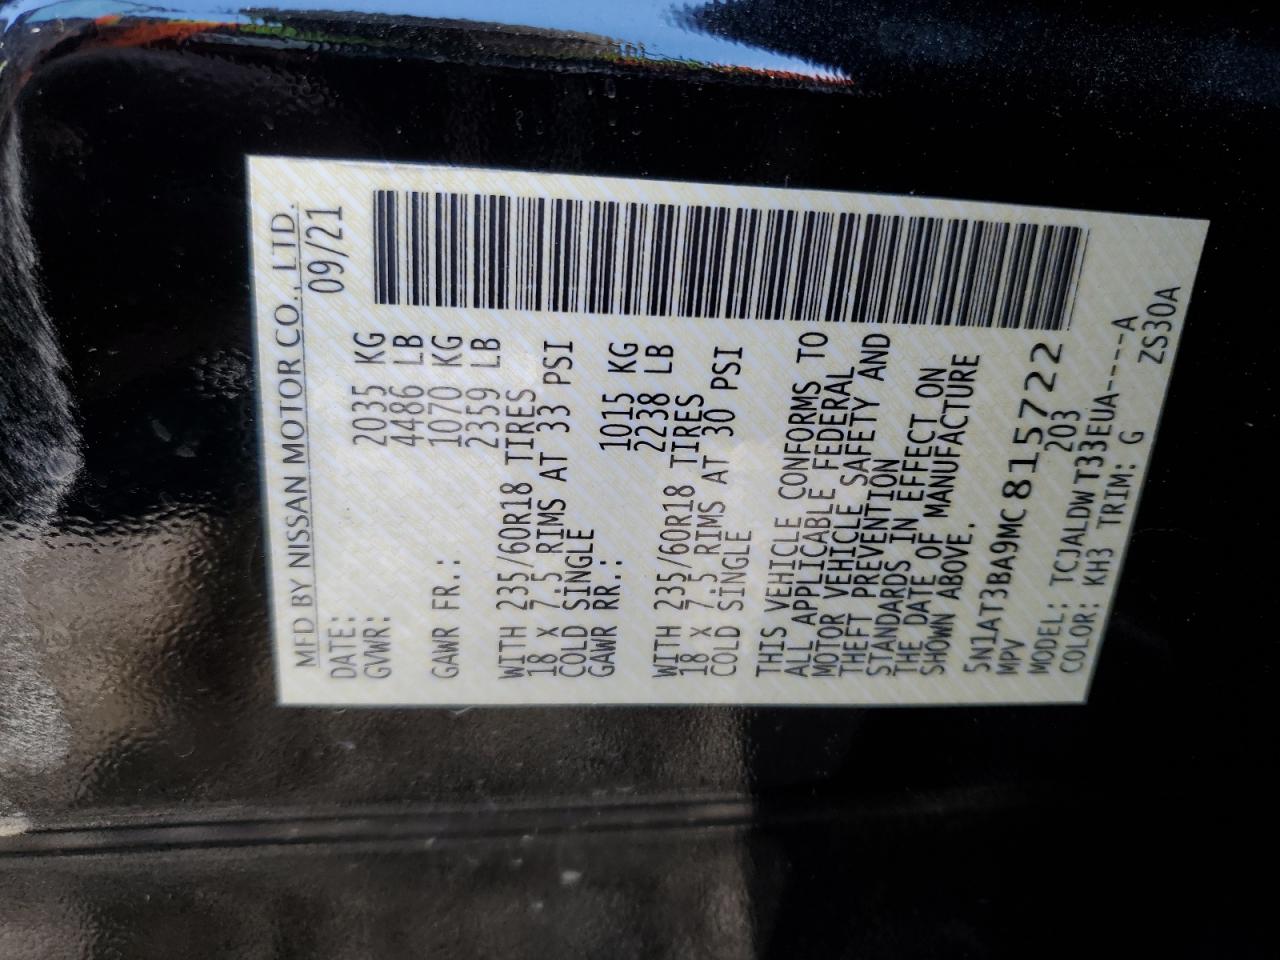 MFD BY NISSAN MOTOR CO., LTD.
DATE: 09/21
GVWR: 2035 KG
4486 LB
GAWR FR.: 1070 KG
2359 LB
WITH 235/60R18 TIRES
18 X 7.5 RIMS AT 33 PSI
COLD SINGLE
GAWR RR.: 1015 KG
2238 LB
WITH 235/60R18 TIRES
18 X 7.5 RIMS AT 30 PSI
COLD SINGLE
THIS VEHICLE CONFORMS TO
ALL APPLICABLE FEDERAL
MOTOR VEHICLE SAFETY AND
THEFT PREVENTION
STANDARDS IN EFFECT ON
THE DATE OF MANUFACTURE
SHOWN ABOVE.
5N1AT3BA9MC815722
MPV 203
MODEL: TCJALDWT33EUA----A
COLOR: KH3 TRIM: G ZS30A